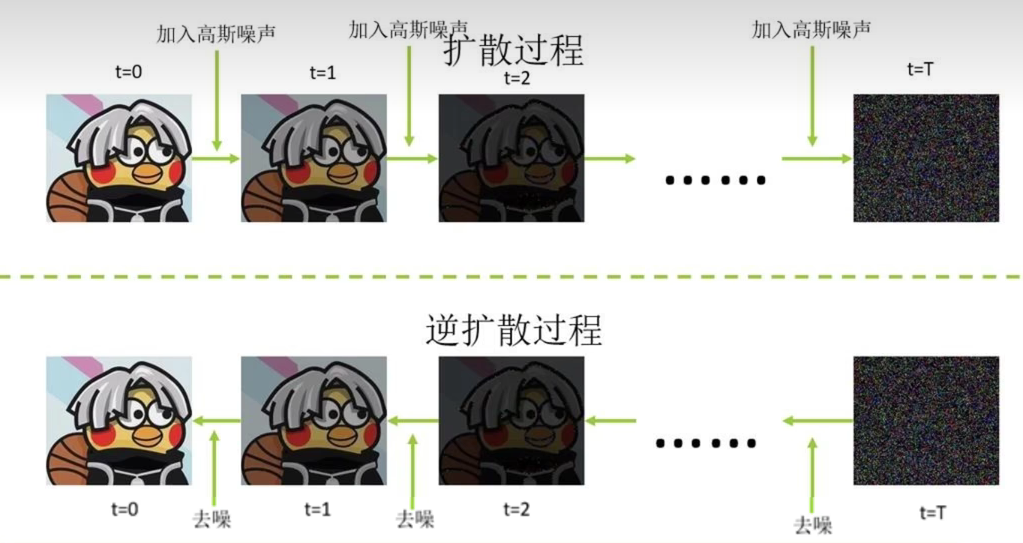 加入高斯噪声
加入高斯噪声
扩散过程
加入高斯噪声
t=0
t=1
t=2
t=T
......
逆扩散过程
......
t=0
去噪
t=1
去噪
t=2
去噪
t=T